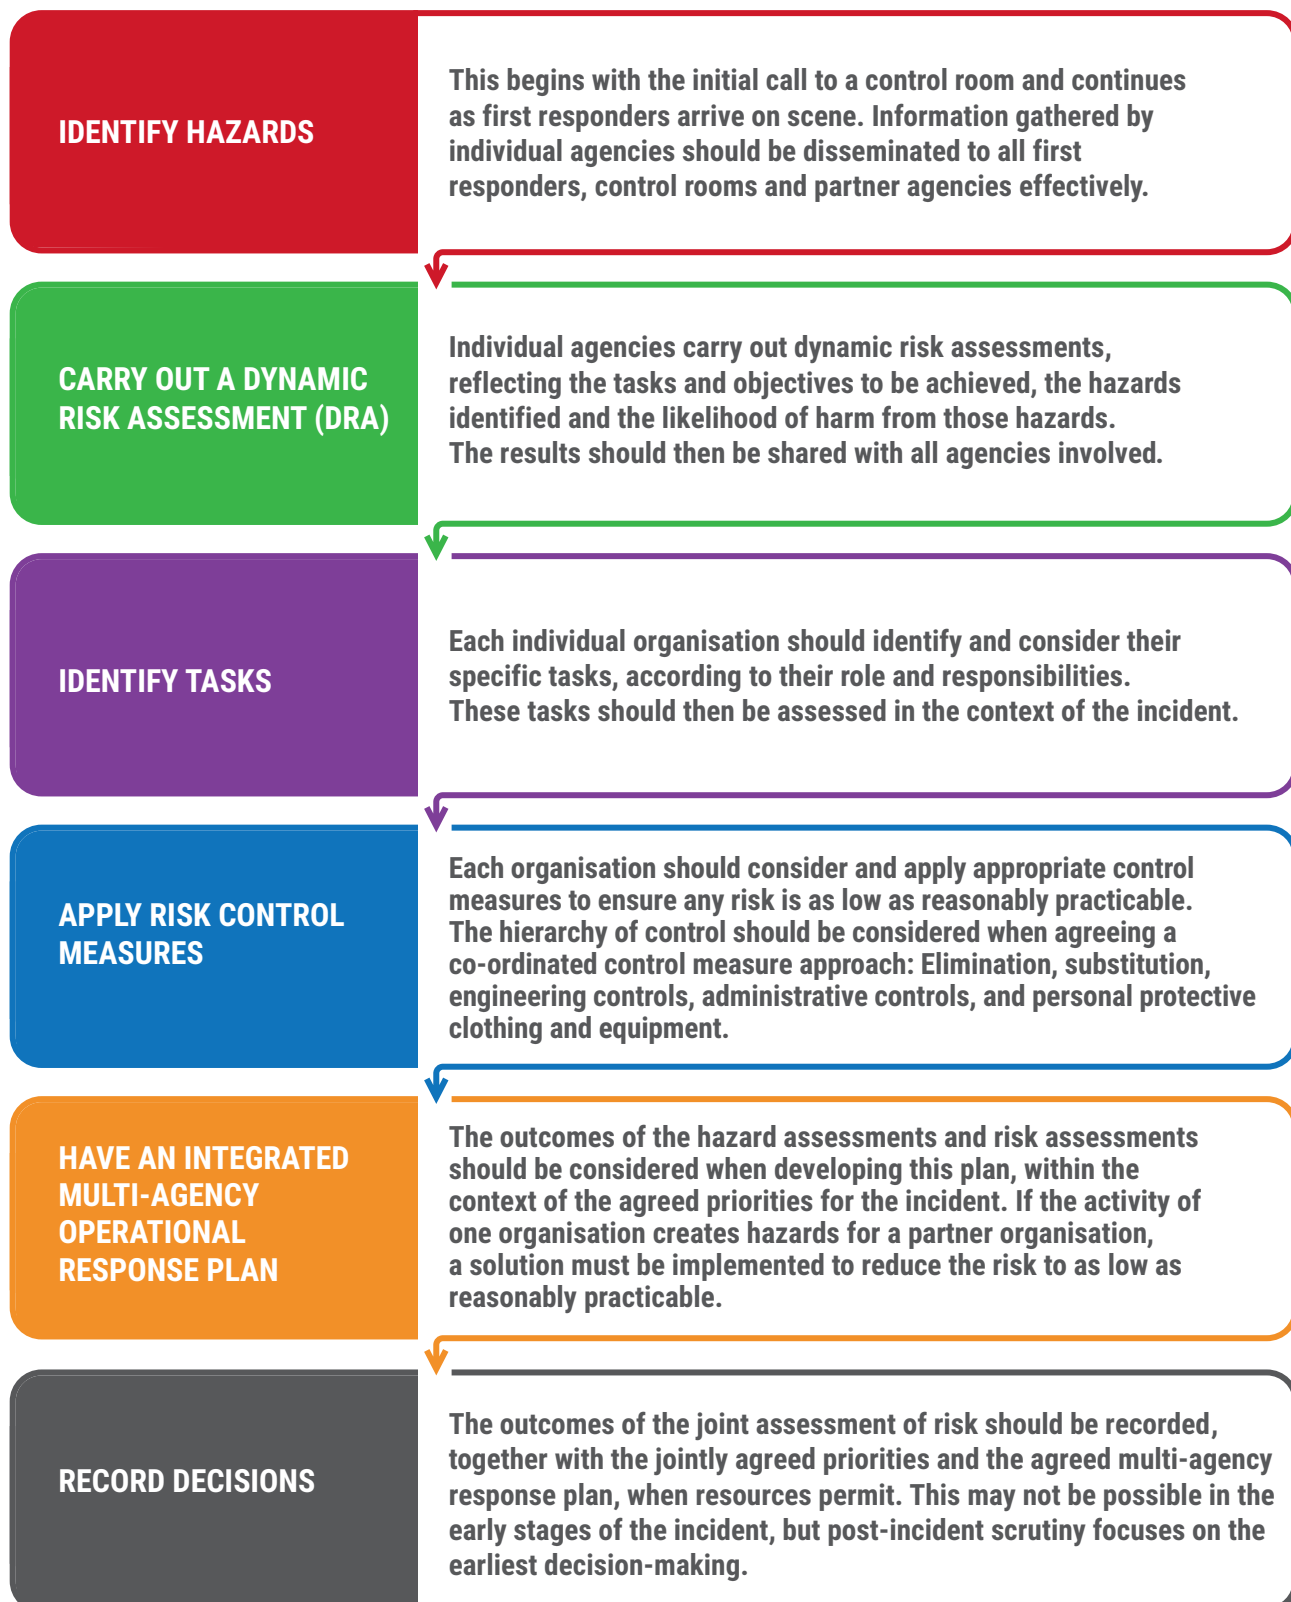 IDENTIFY HAZARDS
This begins with the initial call to a control room and continues
as first responders arrive on scene. Information gathered by
individual agencies should be disseminated to all first
responders, control rooms and partner agencies effectively.
CARRY OUT A DYNAMIC
RISK ASSESSMENT (DRA)
Individual agencies carry out dynamic risk assessments,
reflecting the tasks and objectives to be achieved, the hazards
identified and the likelihood of harm from those hazards.
The results should then be shared with all agencies involved.
IDENTIFY TASKS
Each individual organisation should identify and consider their
specific tasks, according to their role and responsibilities.
These tasks should then be assessed in the context of the incident.
APPLY RISK CONTROL
MEASURES
Each organisation should consider and apply appropriate control
measures to ensure any risk is as low as reasonably practicable.
The hierarchy of control should be considered when agreeing a
co-ordinated control measure approach: Elimination, substitution,
engineering controls, administrative controls, and personal protective
clothing and equipment.
HAVE AN INTEGRATED
MULTI-AGENCY
OPERATIONAL
RESPONSE PLAN
The outcomes of the hazard assessments and risk assessments
should be considered when developing this plan, within the
context of the agreed priorities for the incident. If the activity of
one organisation creates hazards for a partner organisation,
a solution must be implemented to reduce the risk to as low as
reasonably practicable.
RECORD DECISIONS
The outcomes of the joint assessment of risk should be recorded,
together with the jointly agreed priorities and the agreed multi-agency
response plan, when resources permit. This may not be possible in the
early stages of the incident, but post-incident scrutiny focuses on the
earliest decision-making.